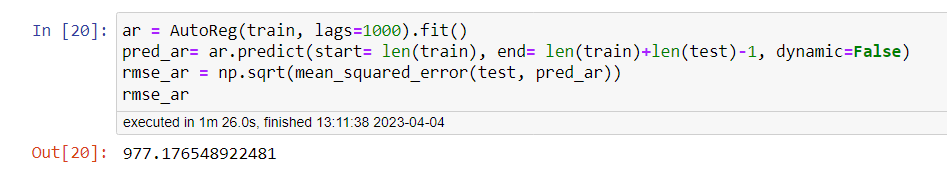 In [20]: ar = AutoReg(train, lags=1000).fit()
pred_ar= ar.predict(start= len(train), end= len(train)+len(test)-1, dynamic=False)
rmse_ar = np.sqrt(mean_squared_error(test, pred_ar))
rmse_ar
executed in 1m 26.0s, finished 13:11:38 2023-04-04
Out[20]: 977.176548922481